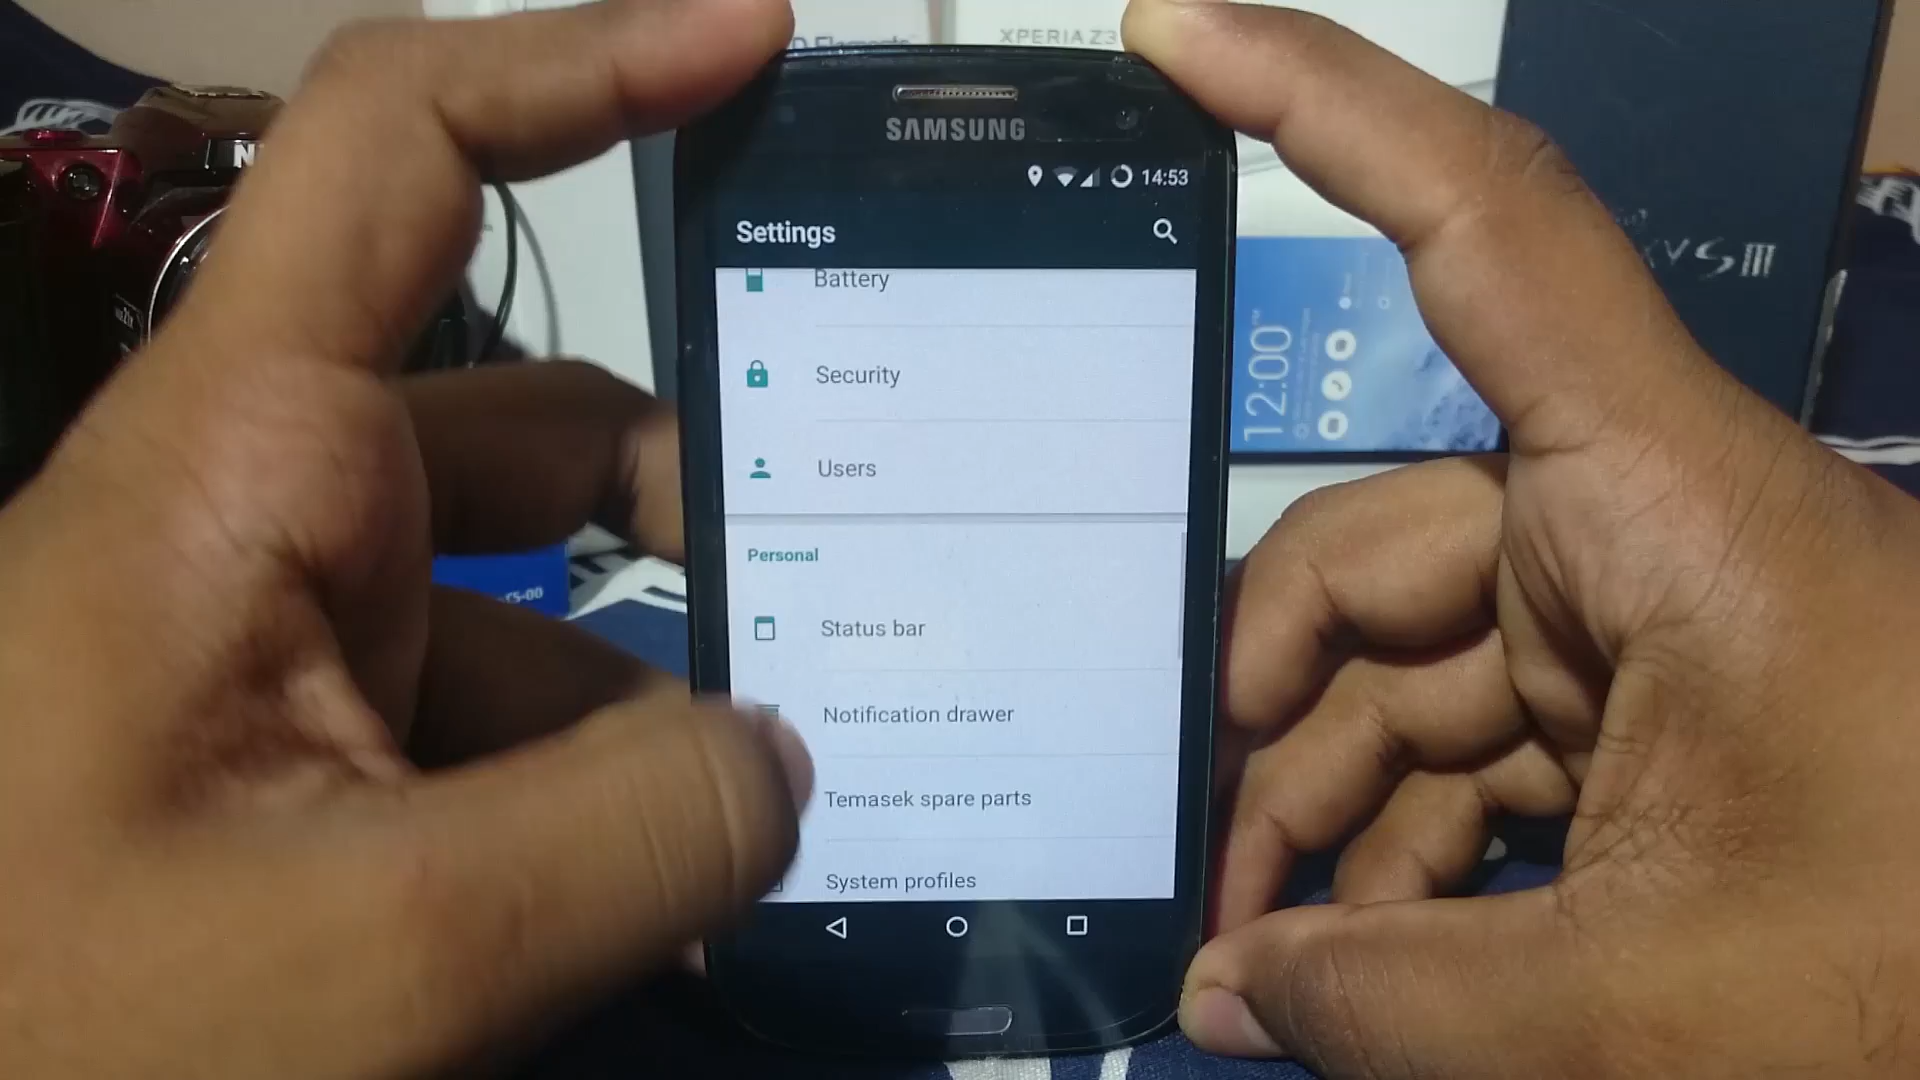 XPERIA Z3
SAMSUNG
14:53
Settings
Battery
Security
Users
Personal
Status bar
Notification drawer
Temasek spare parts
System profiles
12:00
S III